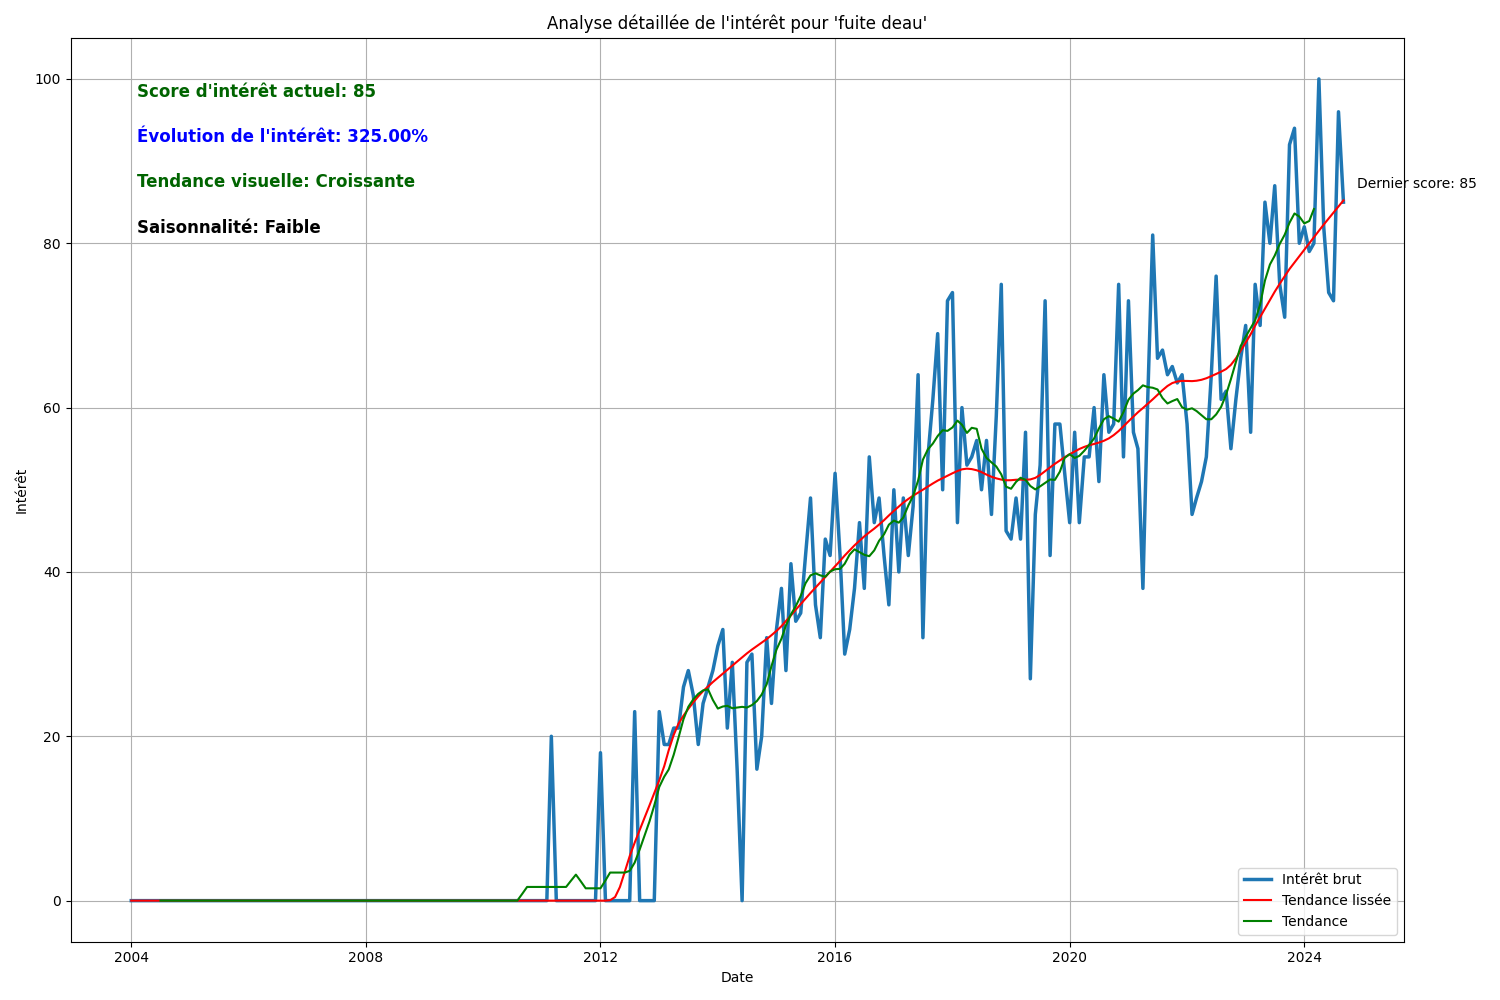 Analyse détaillée de l'intérêt pour 'fuite deau'
Score d'intérêt actuel: 85
Évolution de l'intérêt: 325.00%
Tendance visuelle: Croissante
Saisonnalité: Faible
Dernier score: 85
Intérêt
100
80
60
40
20
0
2004
2008
2012
2016
2020
2024
Date
Intérêt brut
Tendance lissée
Tendance